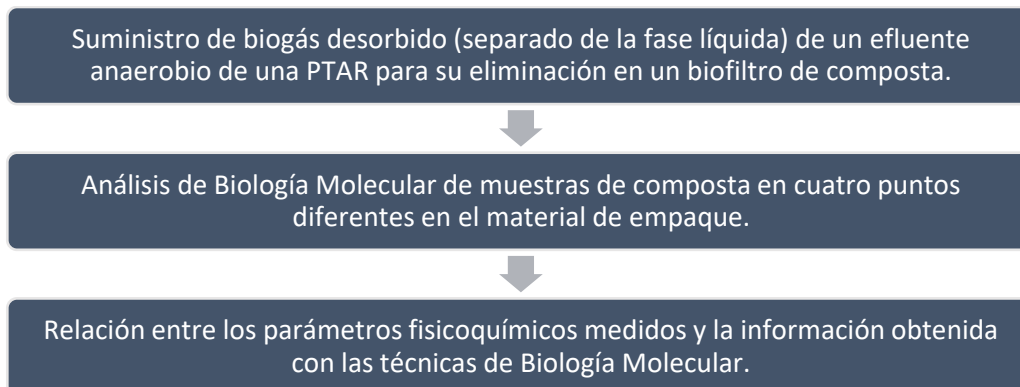 Suministro de biogás desorbido (separado de la fase líquida) de un efluente
anaerobio de una PTAR para su eliminación en un biofiltro de composta.
Análisis de Biología Molecular de muestras de composta en cuatro puntos
diferentes en el material de empaque.
Relación entre los parámetros fisicoquímicos medidos y la información obtenida
con las técnicas de Biología Molecular.